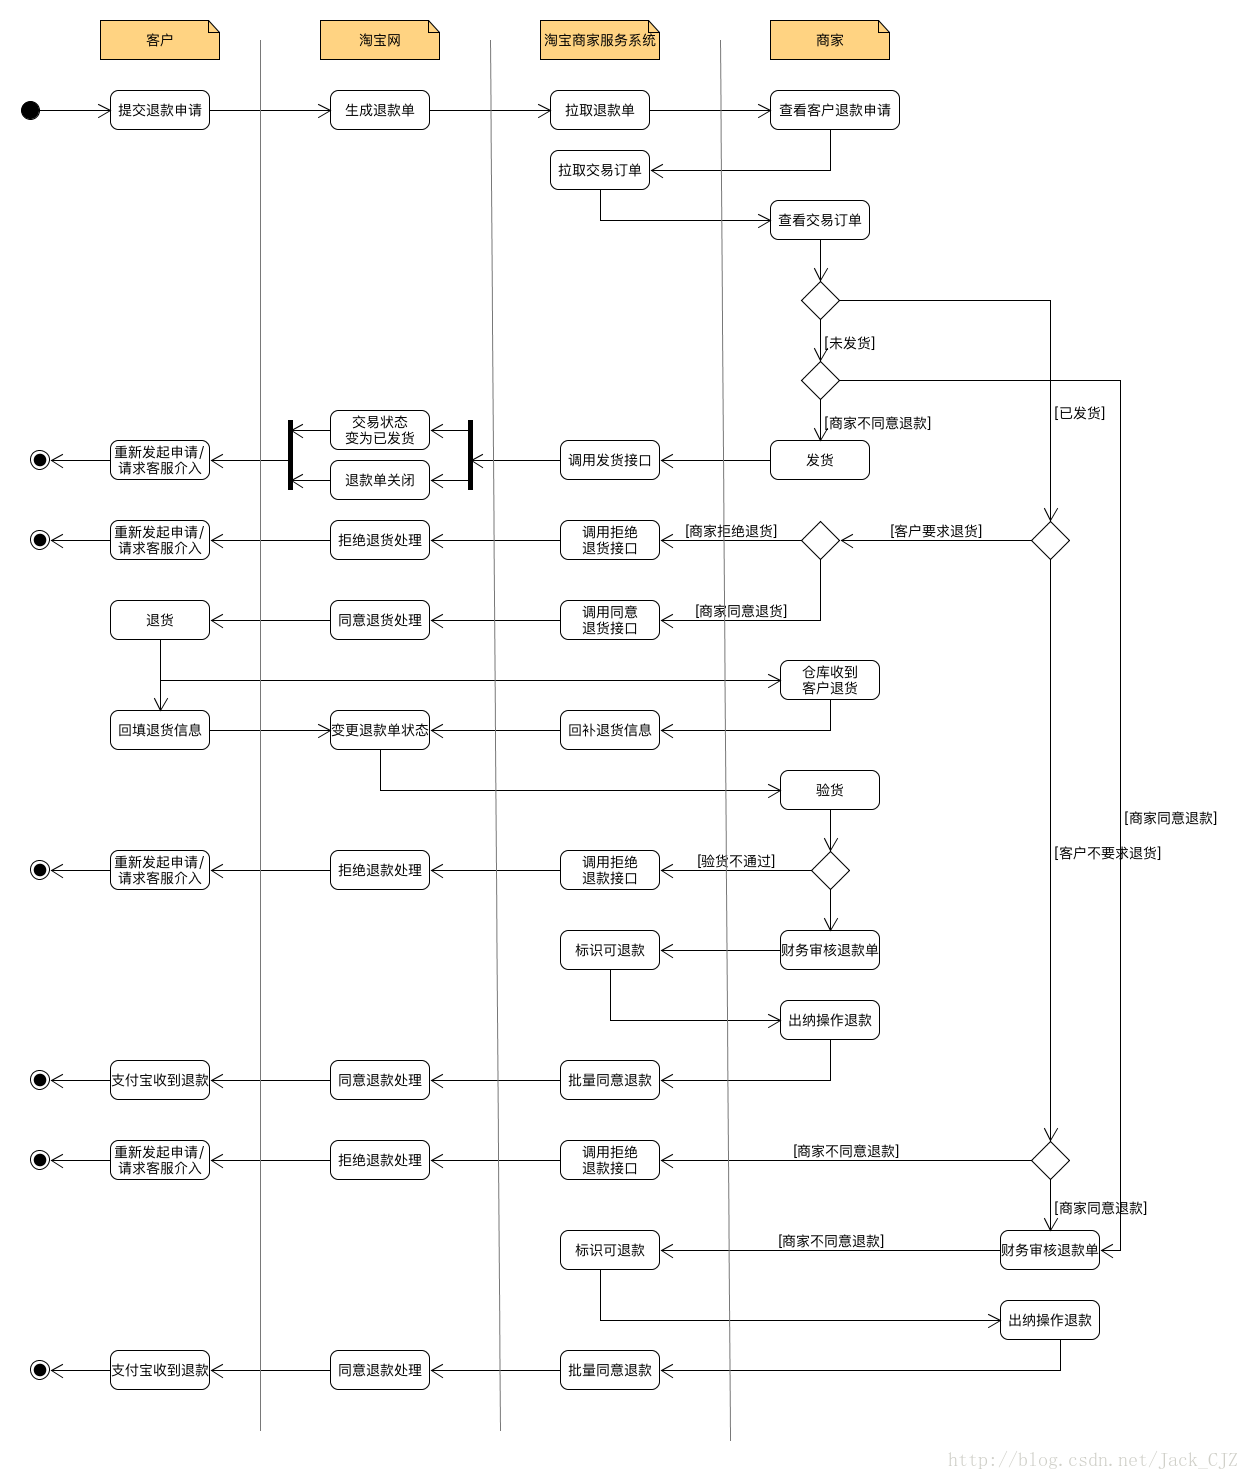 客户
淘宝网
淘宝商家服务系统
商家
提交退款申请
生成退款单
拉取退款单
查看客户退款申请
拉取交易订单
查看交易订单
[未发货]
[已发货]
[商家不同意退款]
交易状态
变为已发货
退款单关闭
重新发起申请/
请求客服介入
调用发货接口
发货
重新发起申请/
请求客服介入
拒绝退货处理
调用拒绝
退货接口
[商家拒绝退货]
[客户要求退货]
退货
同意退货处理
调用同意
退货接口
[商家同意退货]
仓库收到
客户退货
回填退货信息
变更退款单状态
回补退货信息
验货
[商家同意退款]
[客户不要求退货]
重新发起申请/
请求客服介入
拒绝退款处理
调用拒绝
退款接口
[验货不通过]
标识可退款
财务审核退款单
出纳操作退款
支付宝收到退款
同意退款处理
批量同意退款
重新发起申请/
请求客服介入
拒绝退款处理
调用拒绝
退款接口
[商家不同意退款]
[商家同意退款]
标识可退款
[商家不同意退款]
财务审核退款单
出纳操作退款
支付宝收到退款
同意退款处理
批量同意退款
http://blog.csdn.net/Jack_CJZ